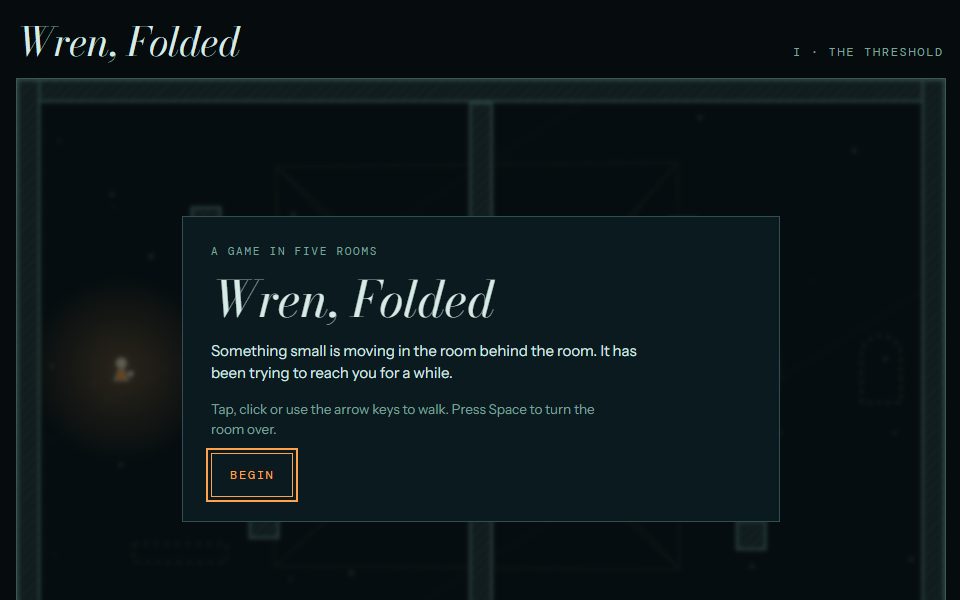 Wren, Folded
I · THE THRESHOLD
A GAME IN FIVE ROOMS
Wren, Folded
Something small is moving in the room behind the room. It has
been trying to reach you for a while.
Tap, click or use the arrow keys to walk. Press Space to turn the
room over.
BEGIN